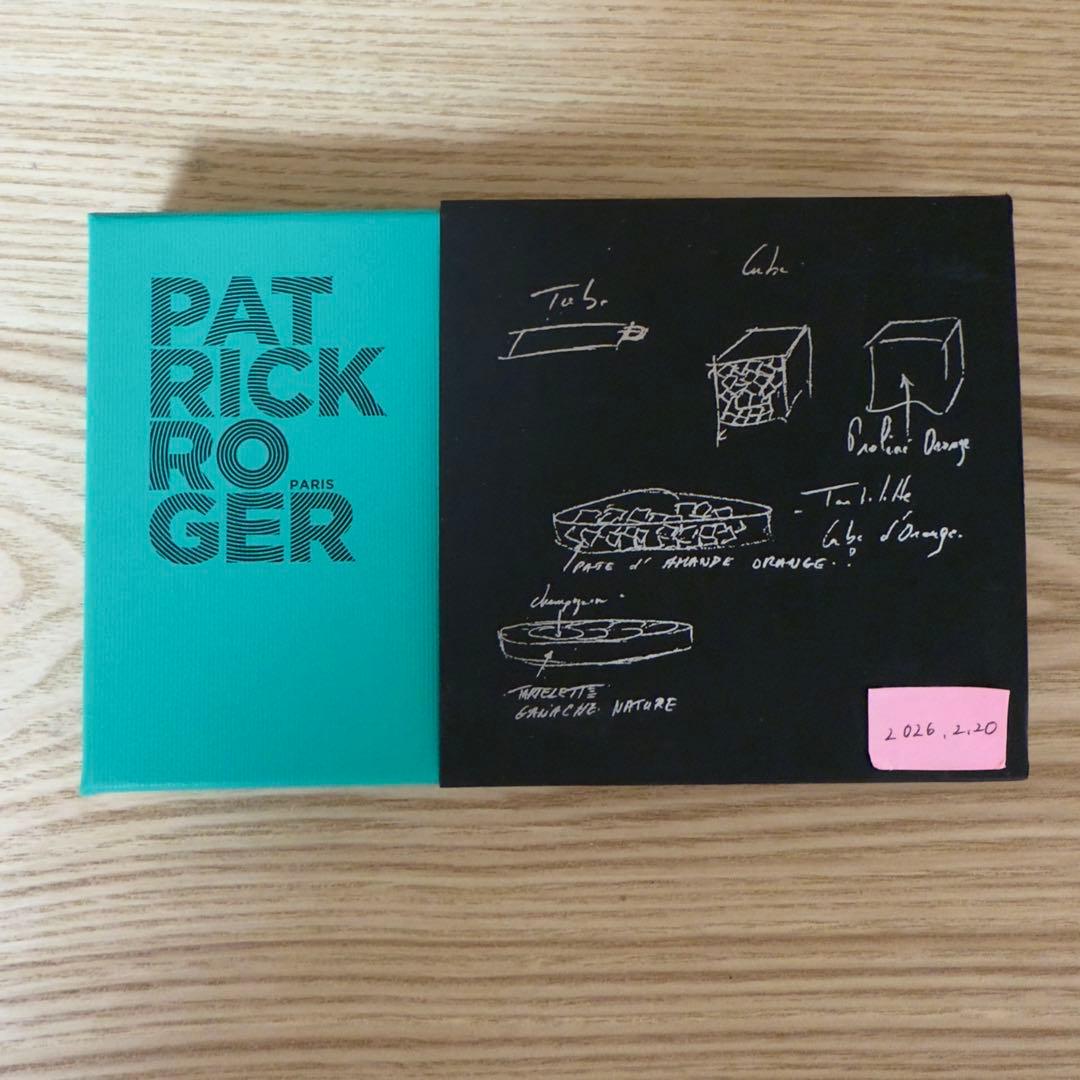 PAT
RICK
RO
PARIS
GER
Cube
Tube
Praliné Orange
Tartelette
Cube d'Orange.
PATE d'AMANDE ORANGE
champignon
TARTELETTE
GANACHE NATURE
2026.2.20